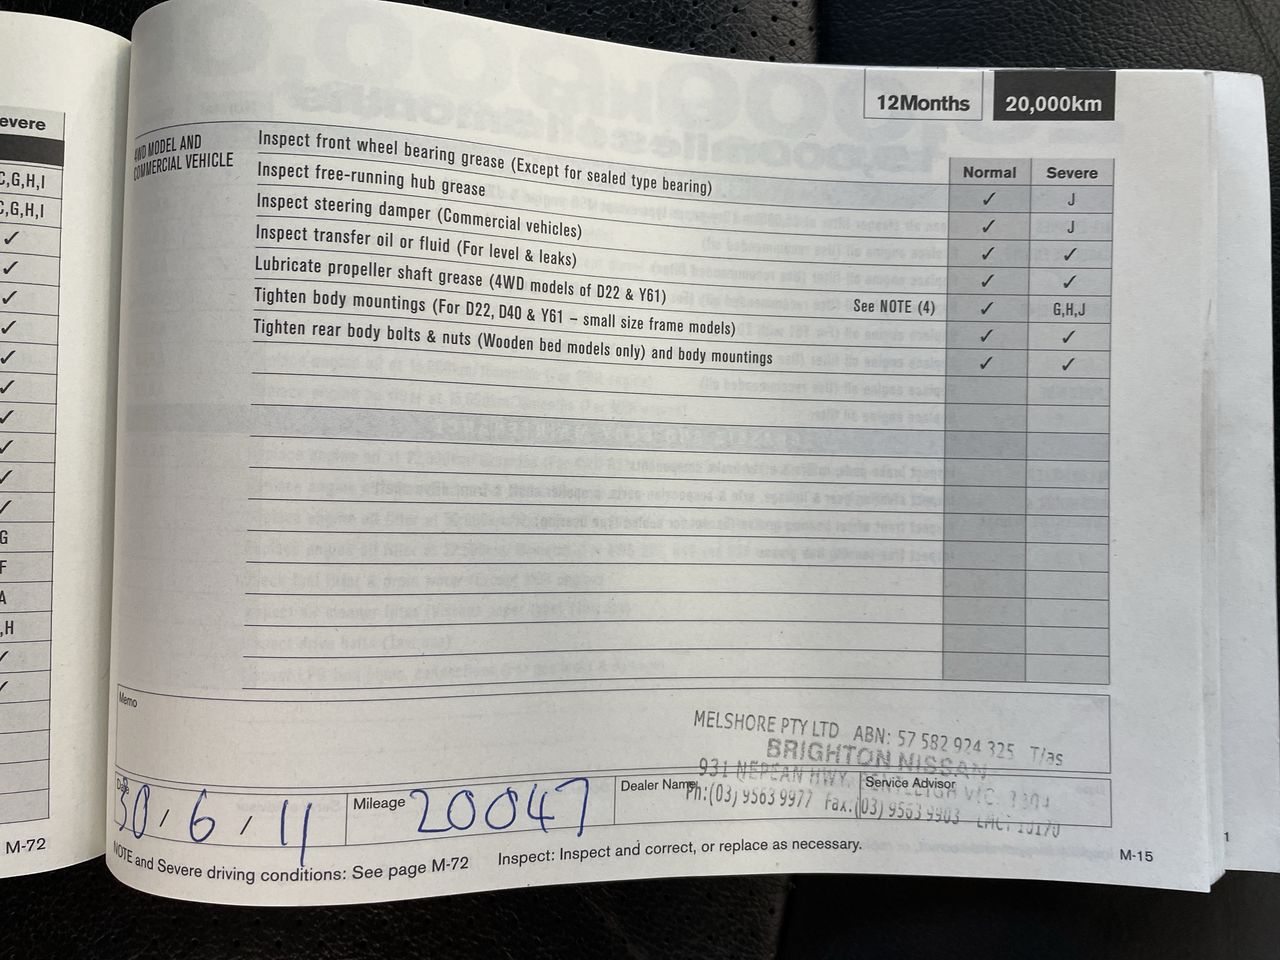 evere
C,G,H,I
C,G,H,I
✓
✓
✓
✓
✓
✓
✓
✓
✓
✓
G
F
A
,H
✓
✓
M-72
12Months 20,000km
4WD MODEL AND
COMMERCIAL VEHICLE
Normal Severe
Inspect front wheel bearing grease (Except for sealed type bearing) ✓ J
Inspect free-running hub grease ✓ J
Inspect steering damper (Commercial vehicles) ✓ ✓
Inspect transfer oil or fluid (For level & leaks) ✓ ✓
Lubricate propeller shaft grease (4WD models of D22 & Y61) See NOTE (4) ✓ G,H,J
Tighten body mountings (For D22, D40 & Y61 – small size frame models) ✓ ✓
Tighten rear body bolts & nuts (Wooden bed models only) and body mountings ✓ ✓
Memo
MELSHORE PTY LTD ABN: 57 582 924 325 T/as
BRIGHTON NISSAN
931 NEPEAN HWY, VIC.
Ph:(03) 9563 9977 Fax:(03) 9563 9903
Date 30/6/11 Mileage 20047 Dealer Name Service Advisor
NOTE and Severe driving conditions: See page M-72 Inspect: Inspect and correct, or replace as necessary.
M-15
1